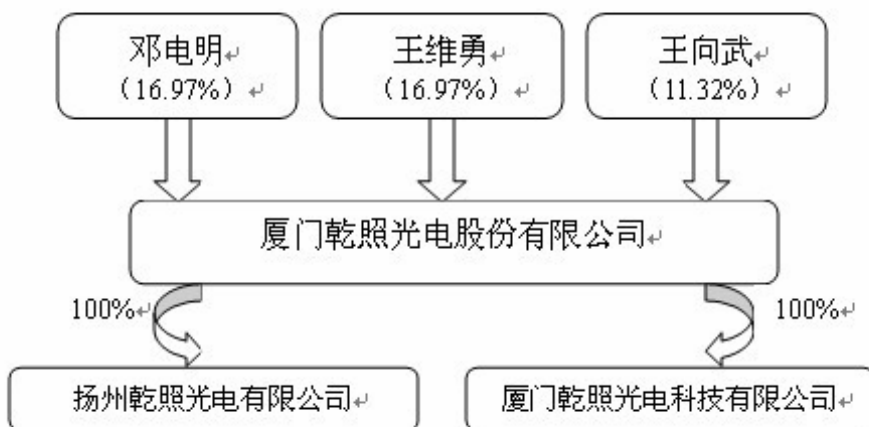 邓电明
（16.97%）
王维勇
（16.97%）
王向武
（11.32%）
厦门乾照光电股份有限公司
100%
100%
扬州乾照光电有限公司
厦门乾照光电科技有限公司